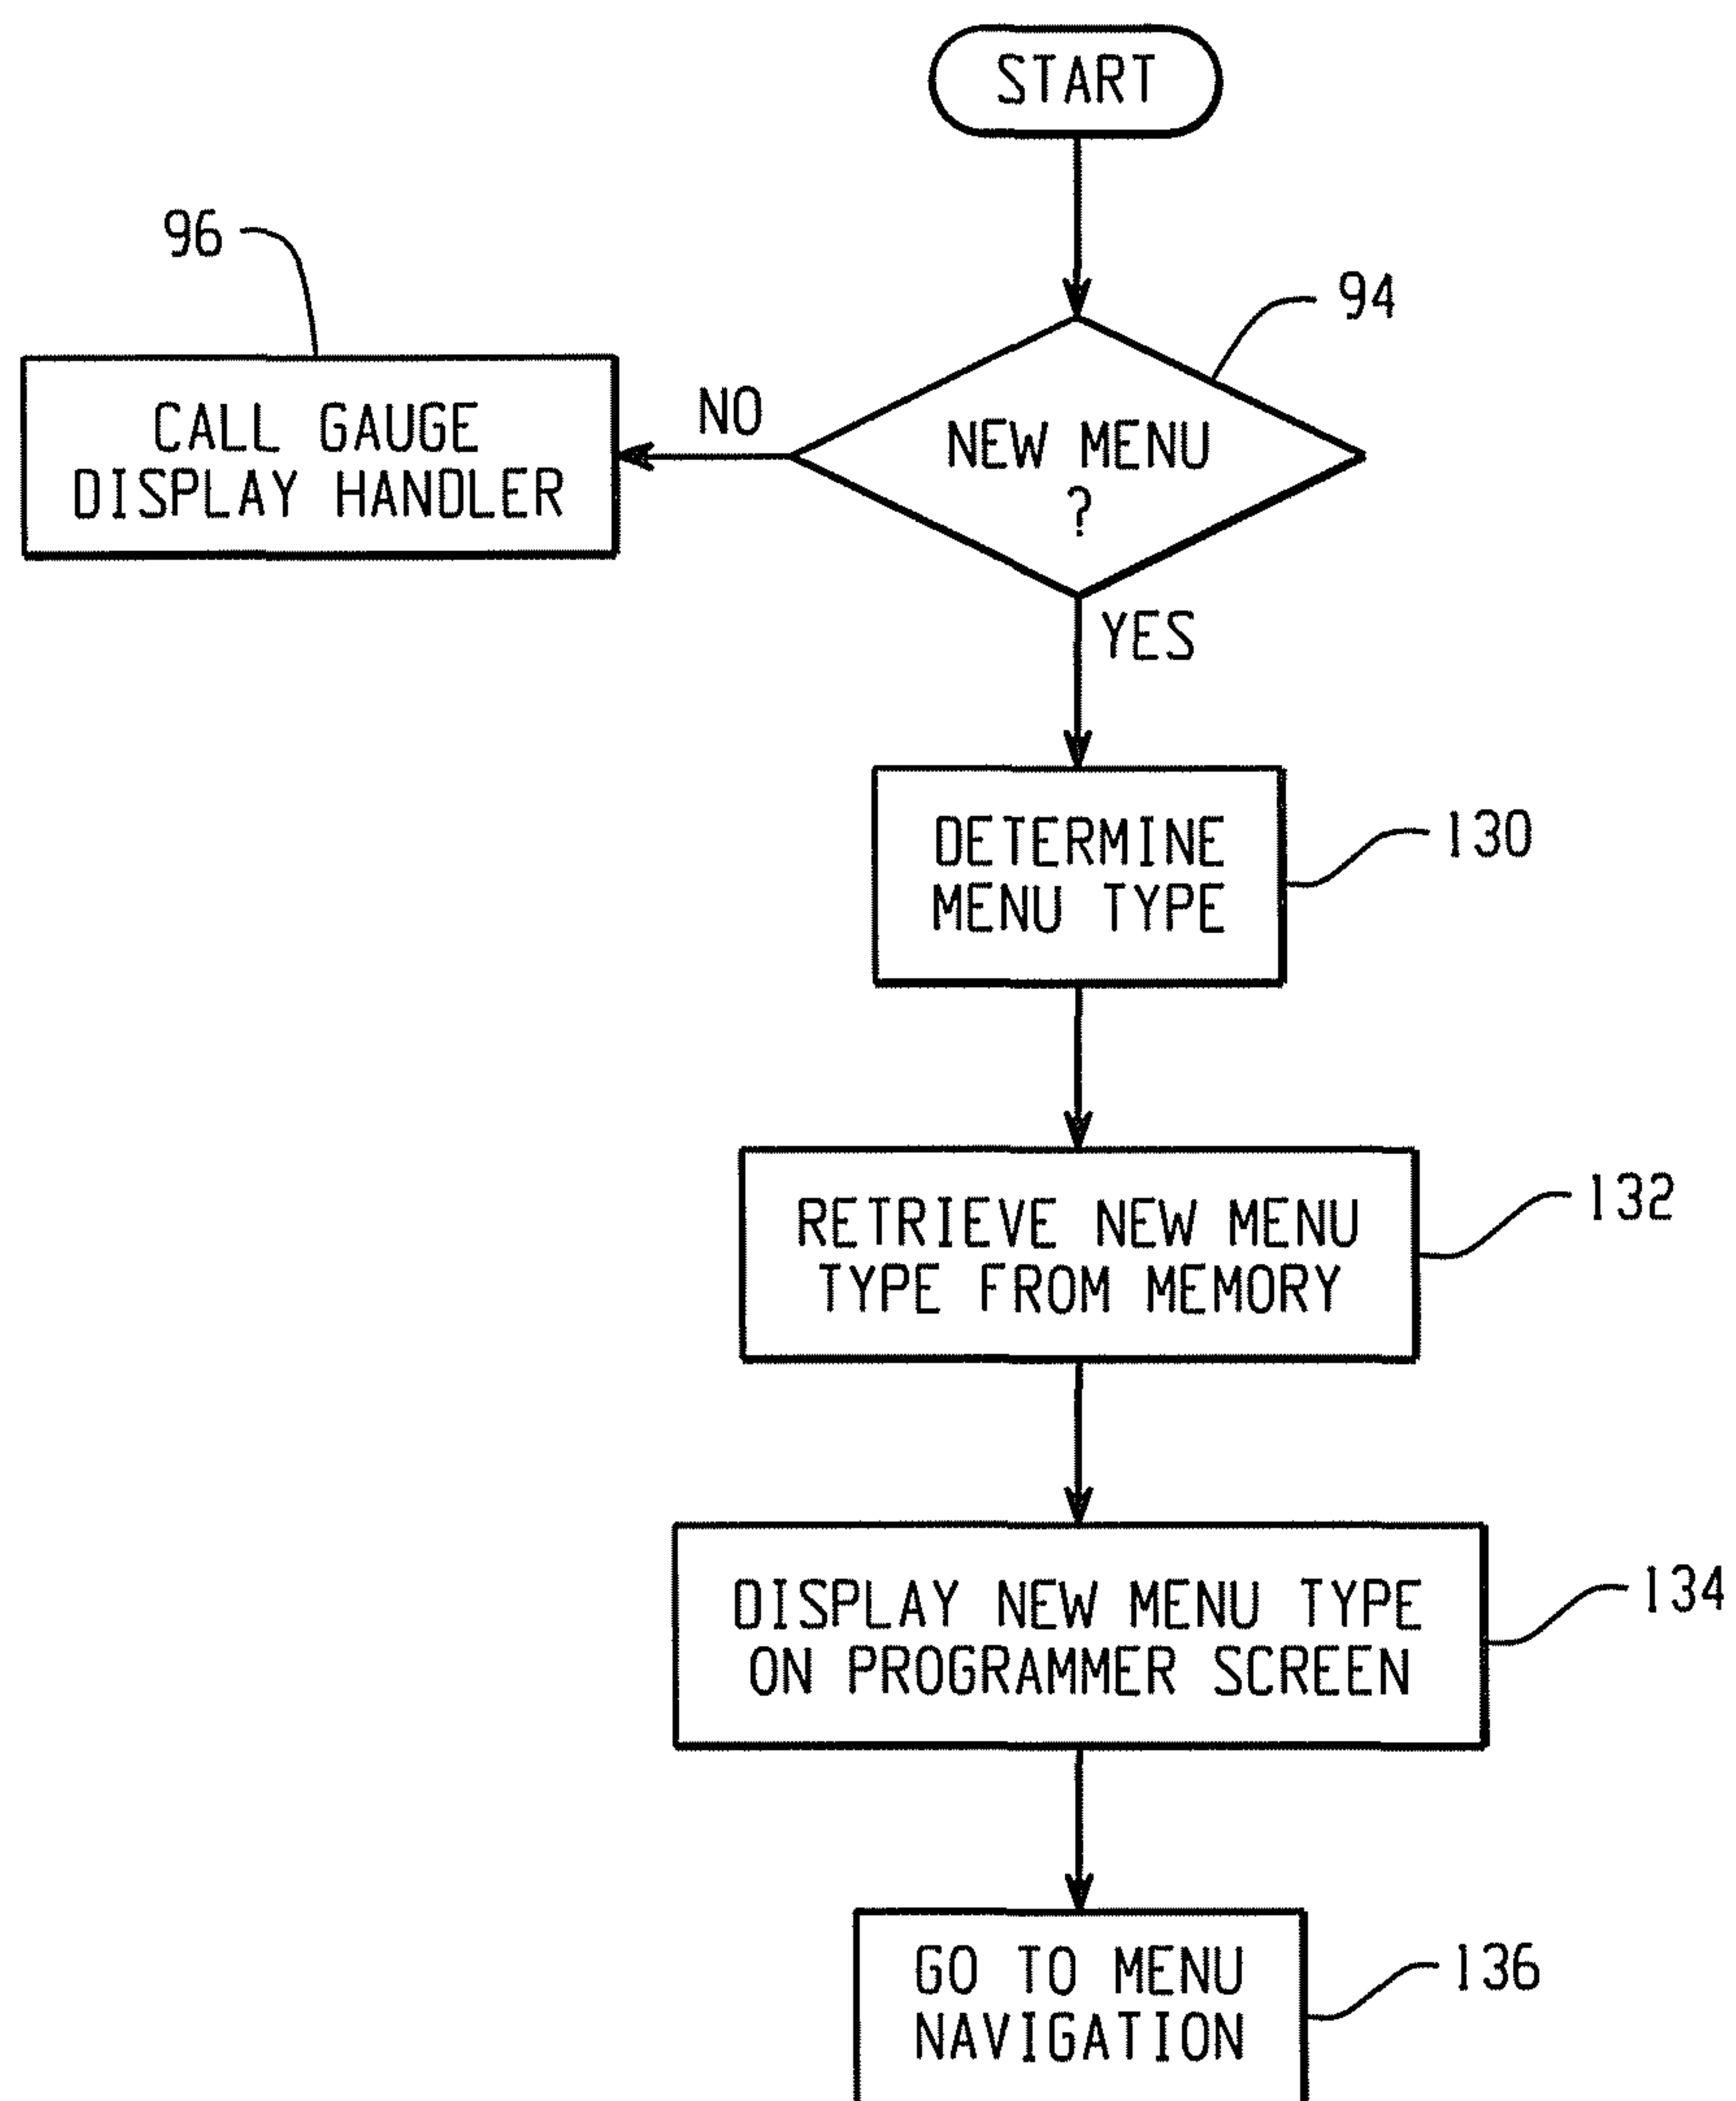 START
96
94
CALL GAUGE
DISPLAY HANDLER
NO
NEW MENU
?
YES
DETERMINE
MENU TYPE
130
RETRIEVE NEW MENU
TYPE FROM MEMORY
132
DISPLAY NEW MENU TYPE
ON PROGRAMMER SCREEN
134
GO TO MENU
NAVIGATION
136